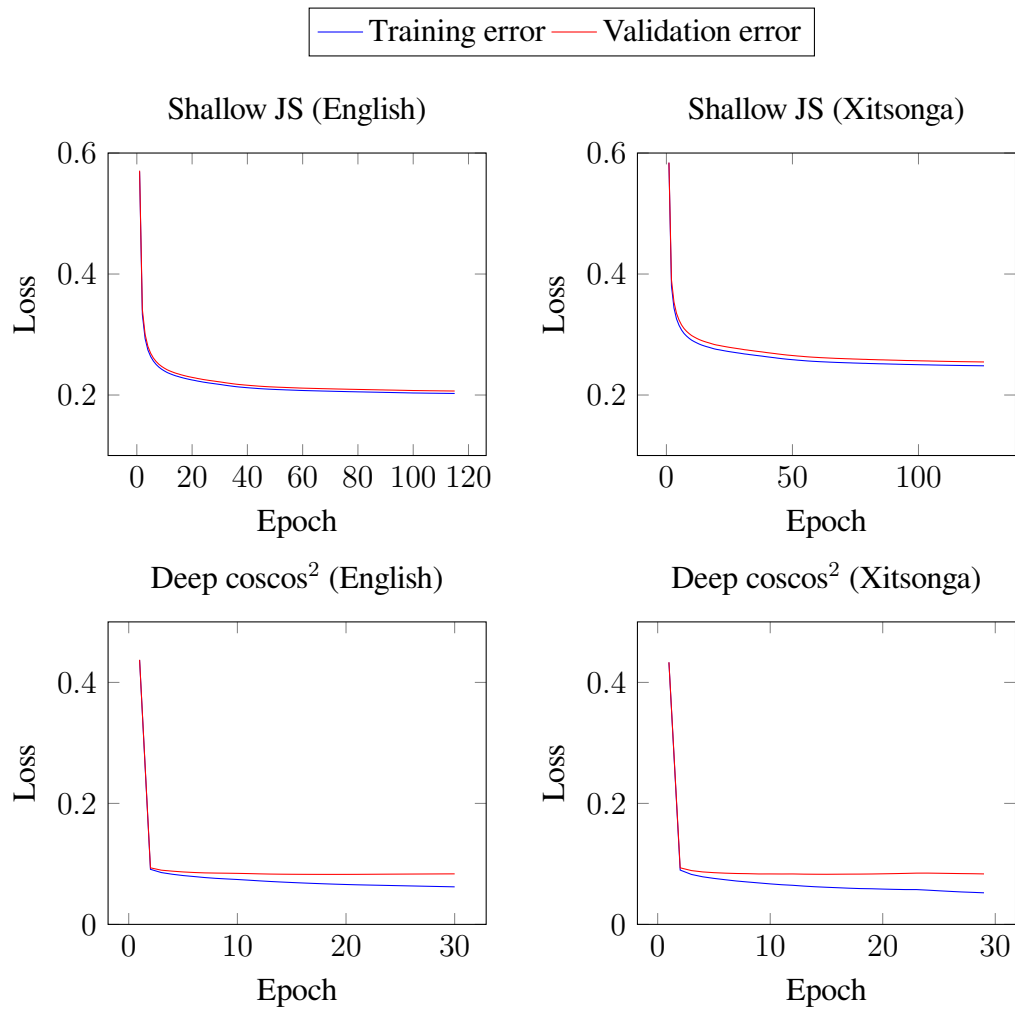 Training error Validation error
Shallow JS (English)
0.6
0.4
0.2
Loss
0 20 40 60 80 100 120
Epoch
Shallow JS (Xitsonga)
0.6
0.4
0.2
Loss
0 50 100
Epoch
Deep coscos² (English)
0.4
0.2
0
Loss
0 10 20 30
Epoch
Deep coscos² (Xitsonga)
0.4
0.2
0
Loss
0 10 20 30
Epoch